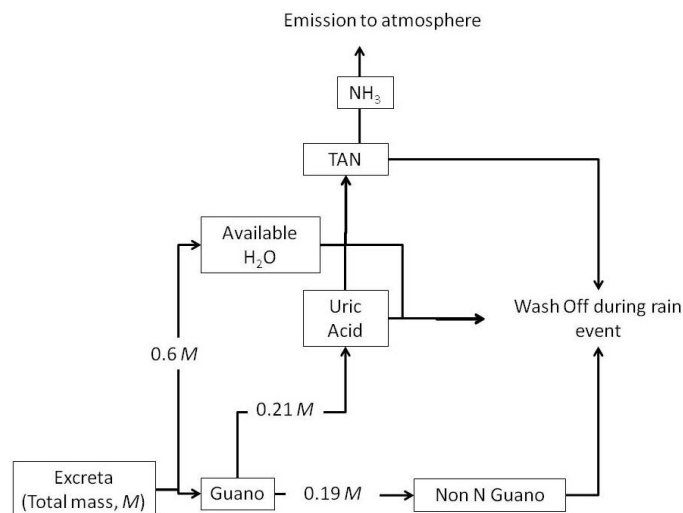 Emission to atmosphere
NH₃
TAN
Available
H₂O
Uric
Acid
Wash Off during rain
event
0.6 M
0.21 M
Excreta
(Total mass, M)
Guano
0.19 M
Non N Guano